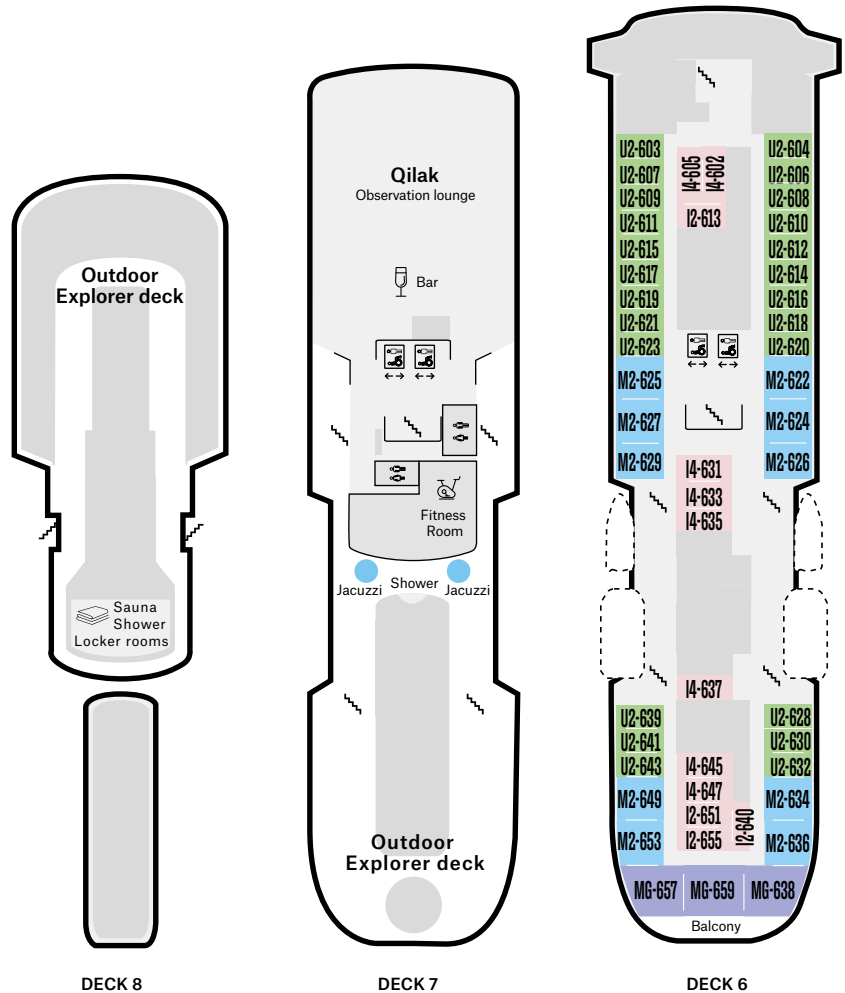 Outdoor
Explorer deck
Sauna
Shower
Locker rooms
DECK 8
Qilak
Observation lounge
Bar
Fitness
Room
Jacuzzi
Shower
Jacuzzi
Outdoor
Explorer deck
DECK 7
U2-603
U2-607
U2-609
U2-611
U2-615
U2-617
U2-619
U2-621
U2-623
M2-625
M2-627
M2-629
I4-605
I4-602
I2-613
U2-604
U2-606
U2-608
U2-610
U2-612
U2-614
U2-616
U2-618
U2-620
M2-622
M2-624
M2-626
I4-631
I4-633
I4-635
I4-637
U2-639
U2-641
U2-643
M2-649
M2-653
I4-645
I4-647
I2-651
I2-655
I2-640
U2-628
U2-630
U2-632
M2-634
M2-636
MG-657
MG-659
MG-638
Balcony
DECK 6